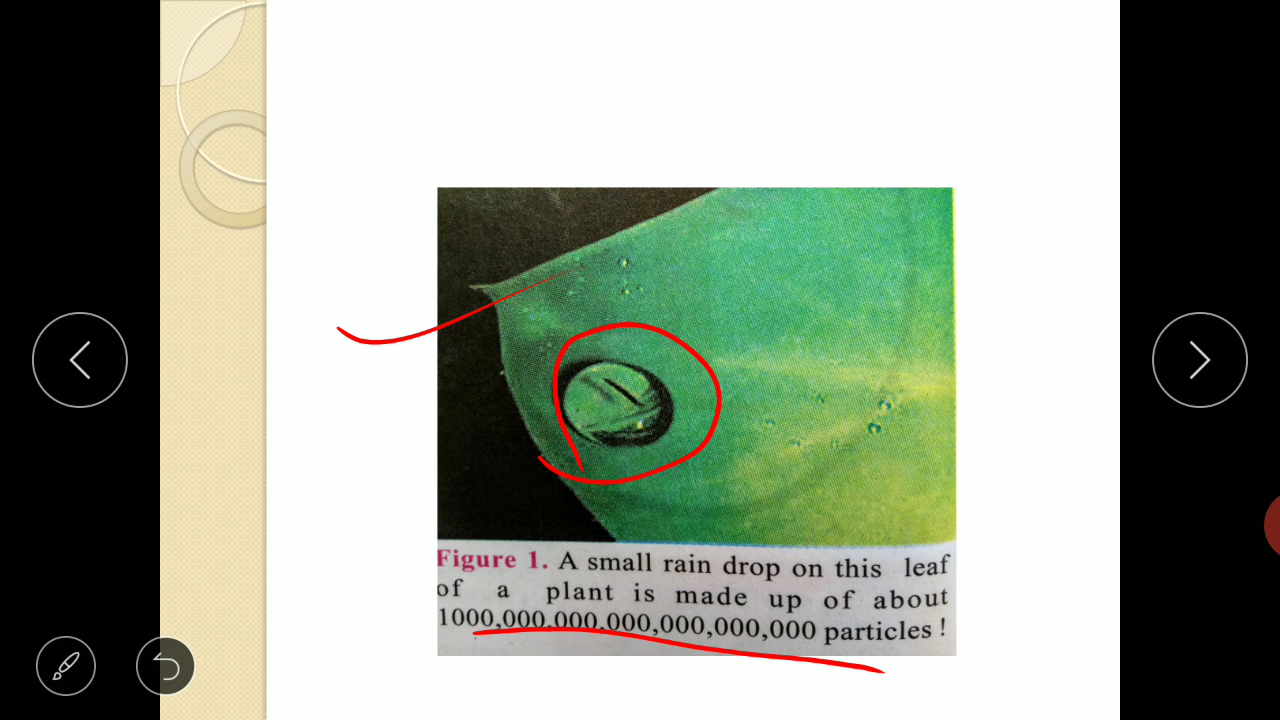 Figure 1. A small rain drop on this leaf
of a plant is made up of about
1000,000,000,000,000,000,000 particles !